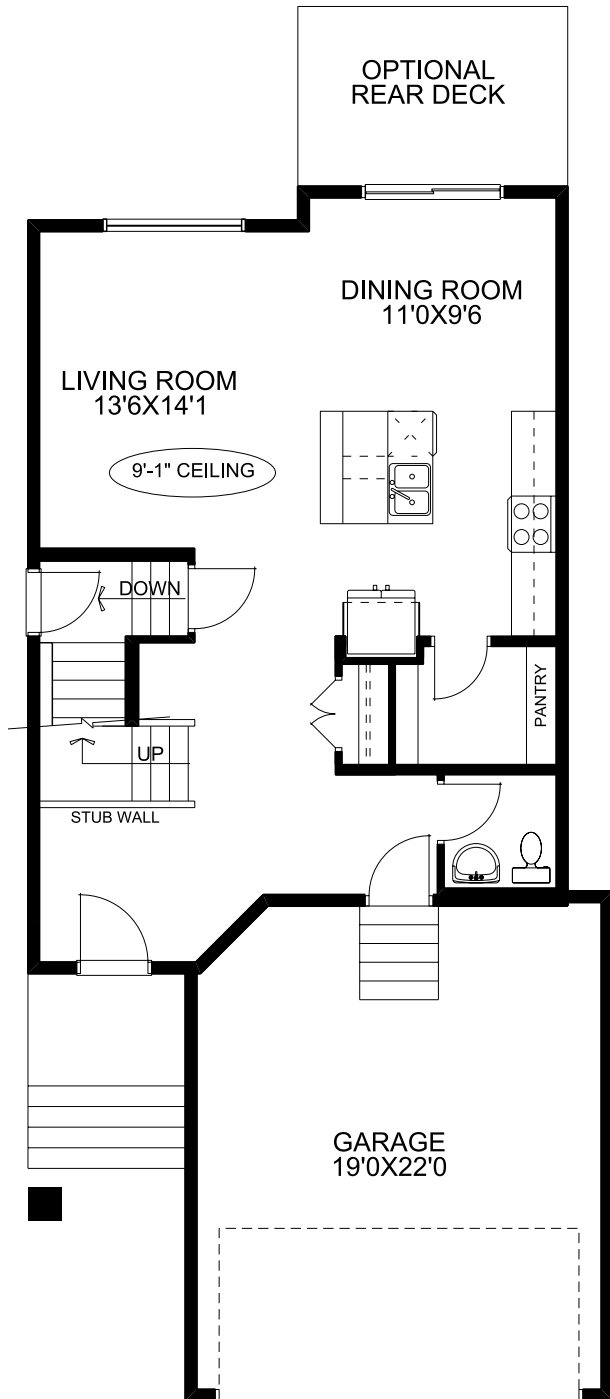 OPTIONAL
REAR DECK
DINING ROOM
11'0X9'6
LIVING ROOM
13'6X14'1
9'-1" CEILING
DOWN
PANTRY
UP
STUB WALL
GARAGE
19'0X22'0